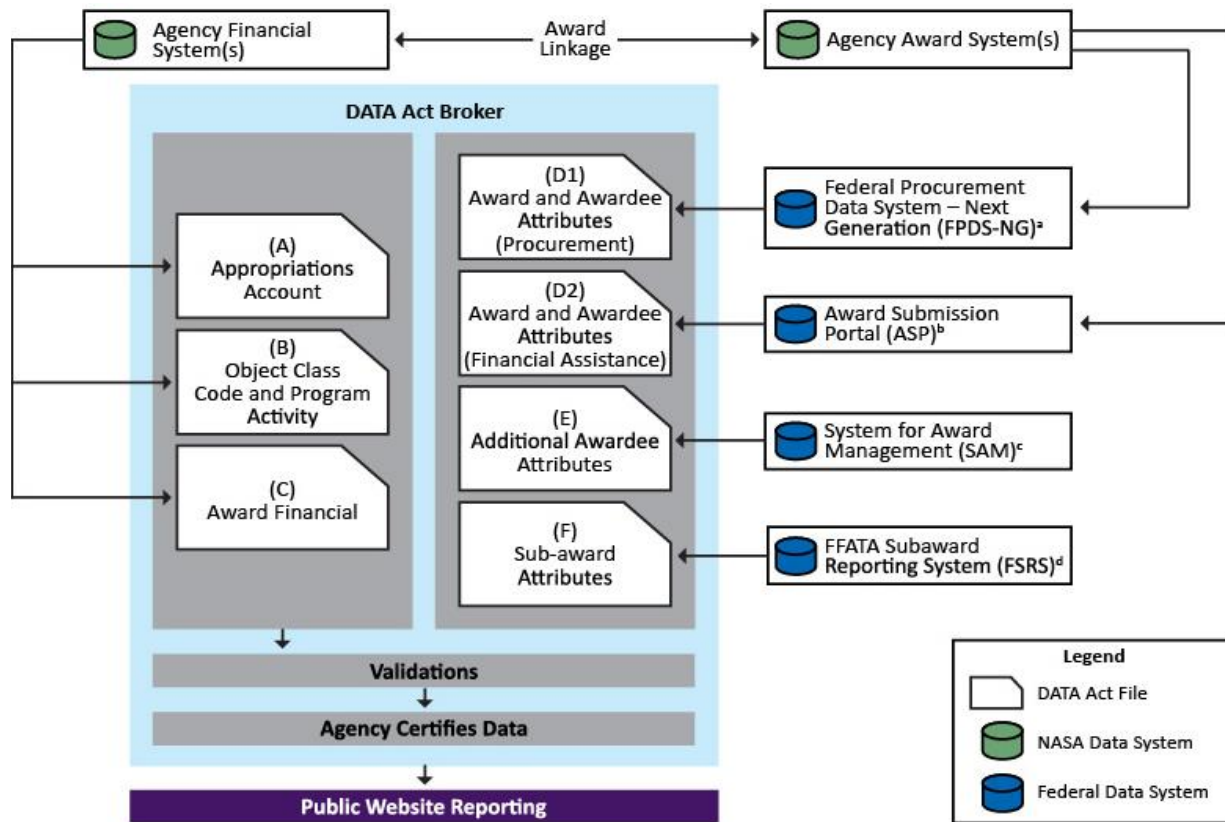 Agency Financial
System(s)
Award
Linkage
Agency Award System(s)
DATA Act Broker
(A)
Appropriations
Account
(B)
Object Class
Code and Program
Activity
(C)
Award Financial
(D1)
Award and Awardee
Attributes
(Procurement)
(D2)
Award and Awardee
Attributes
(Financial Assistance)
(E)
Additional Awardee
Attributes
(F)
Sub-award
Attributes
Federal Procurement
Data System – Next
Generation (FPDS-NG)ᵃ
Award Submission
Portal (ASP)ᵇ
System for Award
Management (SAM)ᶜ
FFATA Subaward
Reporting System (FSRS)ᵈ
Validations
Agency Certifies Data
Public Website Reporting
Legend
DATA Act File
NASA Data System
Federal Data System